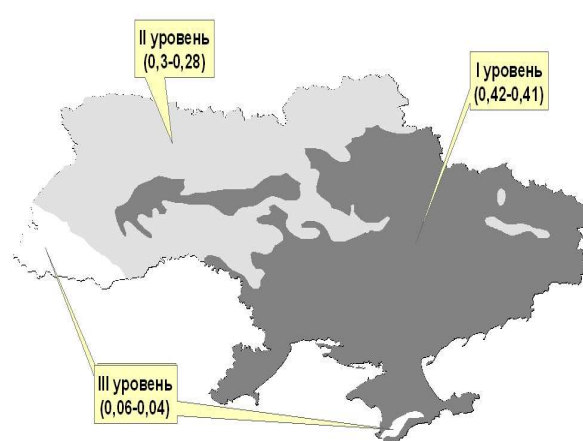 II уровень
(0,3-0,28)
I уровень
(0,42-0,41)
III уровень
(0,06-0,04)